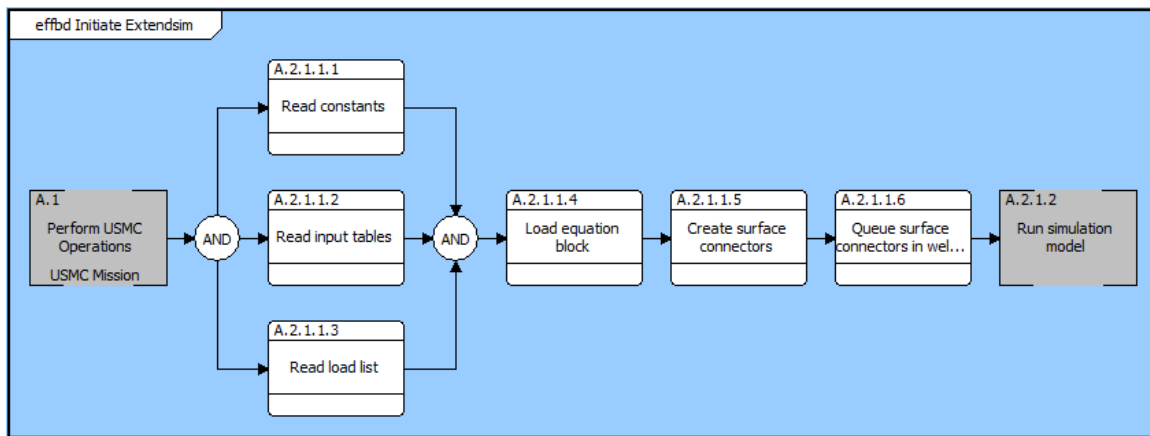 effbd Initiate Extendsim
A.2.1.1.1
Read constants
A.1
Perform USMC
Operations
USMC Mission
AND
A.2.1.1.2
Read input tables
AND
A.2.1.1.4
Load equation
block
A.2.1.1.5
Create surface
connectors
A.2.1.1.6
Queue surface
connectors in wel...
A.2.1.2
Run simulation
model
A.2.1.1.3
Read load list